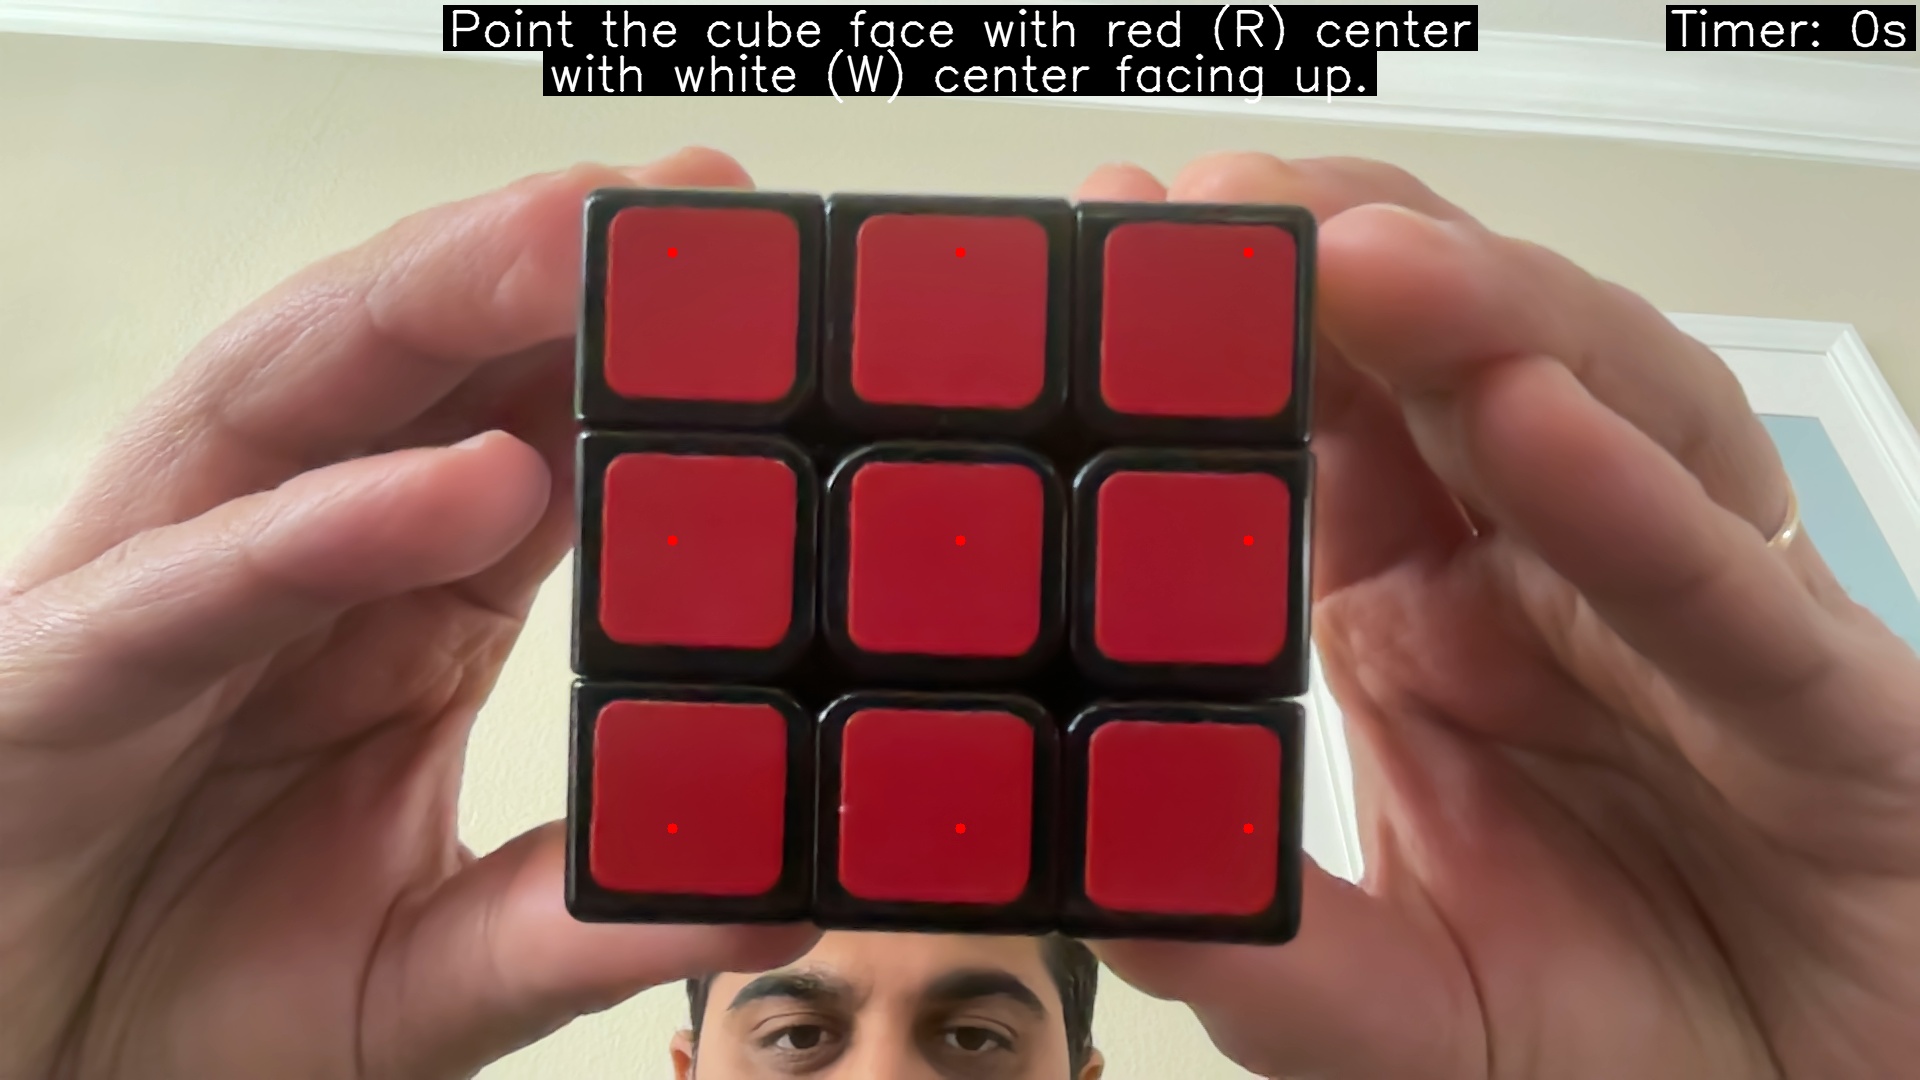 Point the cube face with red (R) center
with white (W) center facing up.
Timer: 0s